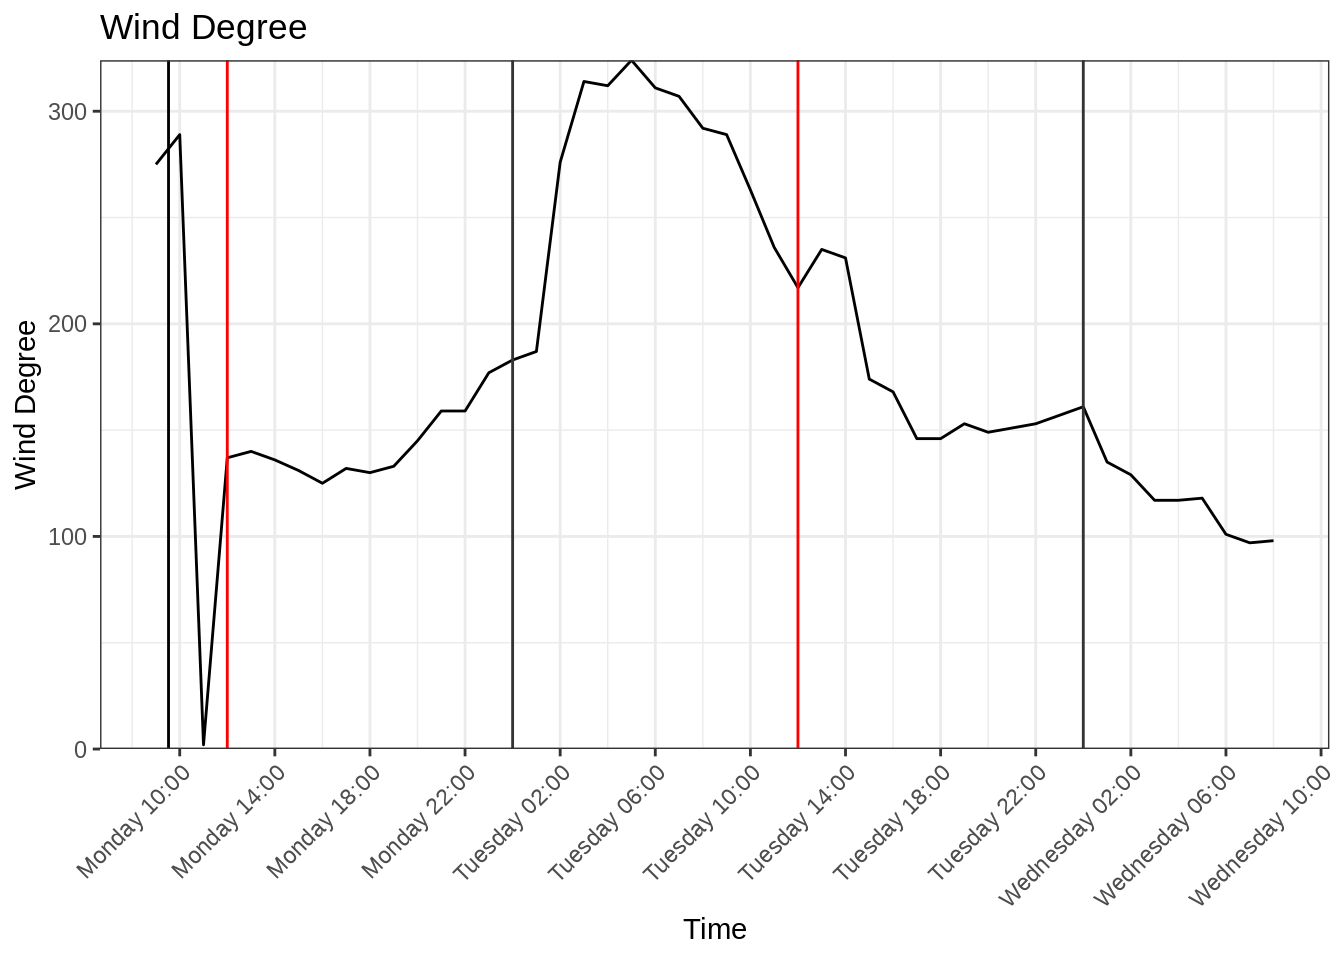 Wind Degree
Wind Degree
300
200
100
0
Monday 10:00
Monday 14:00
Monday 18:00
Monday 22:00
Tuesday 02:00
Tuesday 06:00
Tuesday 10:00
Tuesday 14:00
Tuesday 18:00
Tuesday 22:00
Wednesday 02:00
Wednesday 06:00
Wednesday 10:00
Time